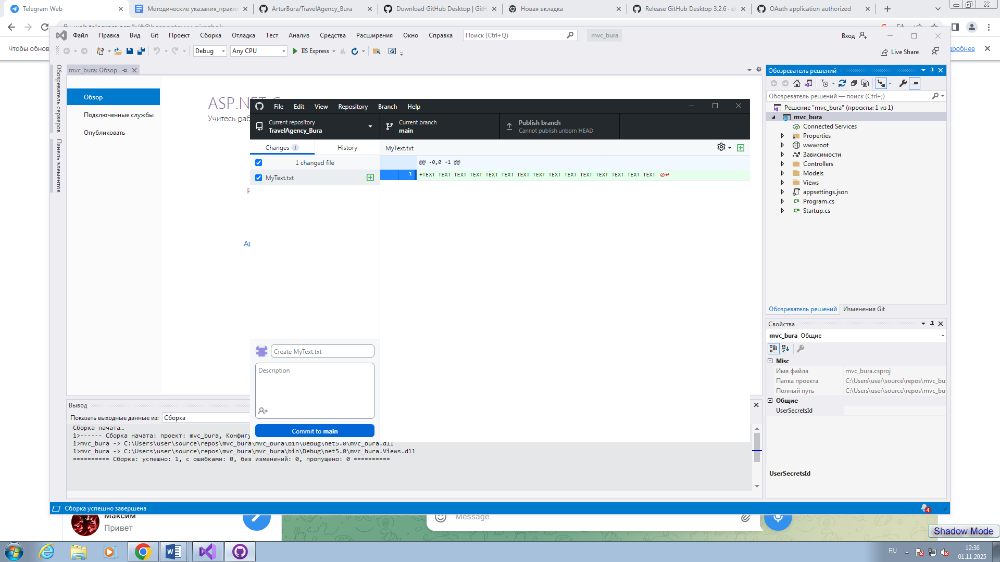 Telegram Web
Методические указания_практи
ArturBura/TravelAgency_Bura
Download GitHub Desktop | GitH
Новая вкладка
Release GitHub Desktop 3.2.6 · de
OAuth application authorized
Чтобы обнов
дробнее
Файл Правка Вид Git Проект Сборка Отладка Тест Анализ Средства Расширения Окно Справка
Поиск (Ctrl+Q)
mvc_bura
Вход
Debug
Any CPU
IIS Express
Live Share
Обозреватель серверов
Панель элементов
mvc_bura: Обзор
Обзор
Подключенные службы
Опубликовать
ASP.NET C
Учитесь раб
File Edit View Repository Branch Help
Current repository
TravelAgency_Bura
Current branch
main
Publish branch
Cannot publish unborn HEAD
Changes 1
History
MyText.txt
1 changed file
MyText.txt
@@ -0,0 +1 @@
1 +TEXT TEXT TEXT TEXT TEXT TEXT TEXT TEXT TEXT TEXT TEXT TEXT TEXT TEXT TEXT
Create MyText.txt
Description
Commit to main
Обозреватель решений
Обозреватель решений — поиск (Ctrl+;)
Решение "mvc_bura" (проекты: 1 из 1)
mvc_bura
Connected Services
Properties
wwwroot
Зависимости
Controllers
Models
Views
appsettings.json
C# Program.cs
C# Startup.cs
Обозреватель решений
Изменения Git
Свойства
mvc_bura Общие
Misc
Имя файла mvc_bura.csproj
Папка проекта C:\Users\user\source\repos\mvc_bu
Полный путь C:\Users\user\source\repos\mvc_bu
Общие
UserSecretsId
UserSecretsId
Вывод
Показать выходные данные из: Сборка
Сборка начата…
1>------ Сборка начата: проект: mvc_bura, Конфигу
1>mvc_bura -> C:\Users\user\source\repos\mvc_bura\mvc_bura\bin\Debug\net5.0\mvc_bura.dll
1>mvc_bura -> C:\Users\user\source\repos\mvc_bura\mvc_bura\bin\Debug\net5.0\mvc_bura.Views.dll
========== Сборка: успешно: 1, с ошибками: 0, без изменений: 0, пропущено: 0 ==========
Сборка успешно завершена
4
Максим
Привет
Message
Shadow Mode
RU
12:36
01.11.2025